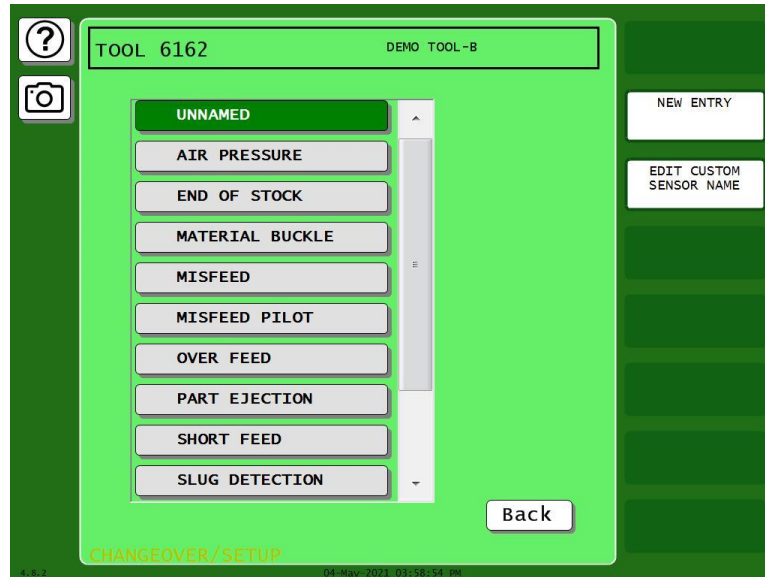 ?
TOOL 6162 DEMO TOOL-B
UNNAMED
AIR PRESSURE
END OF STOCK
MATERIAL BUCKLE
MISFEED
MISFEED PILOT
OVER FEED
PART EJECTION
SHORT FEED
SLUG DETECTION
NEW ENTRY
EDIT CUSTOM
SENSOR NAME
Back
CHANGEOVER/SETUP
4.8.2
04-May-2021 03:58:54 PM